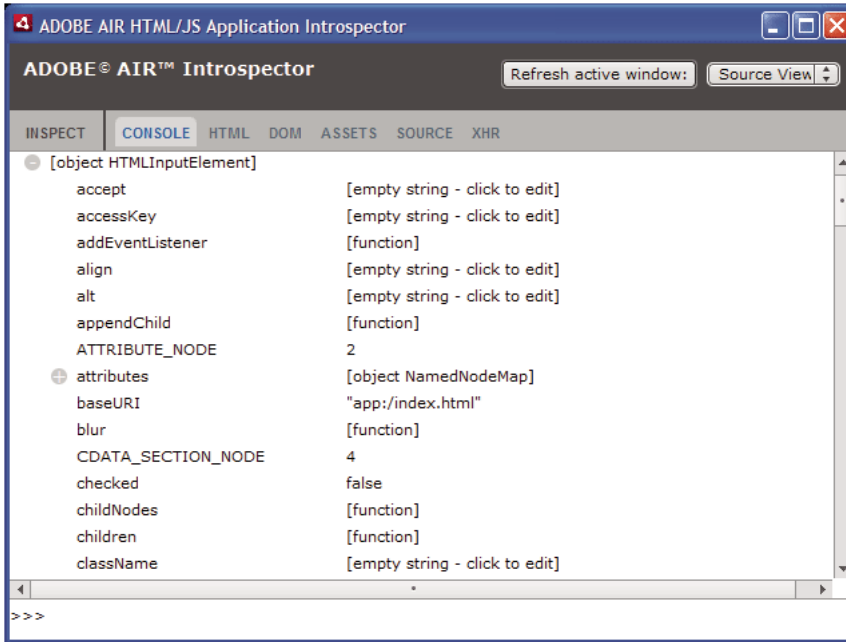 ADOBE AIR HTML/JS Application Introspector
ADOBE© AIR™ Introspector
Refresh active window:
Source View
INSPECT CONSOLE HTML DOM ASSETS SOURCE XHR
[object HTMLInputElement]
accept [empty string - click to edit]
accessKey [empty string - click to edit]
addEventListener [function]
align [empty string - click to edit]
alt [empty string - click to edit]
appendChild [function]
ATTRIBUTE_NODE 2
attributes [object NamedNodeMap]
baseURI "app:/index.html"
blur [function]
CDATA_SECTION_NODE 4
checked false
childNodes [function]
children [function]
className [empty string - click to edit]
>>>